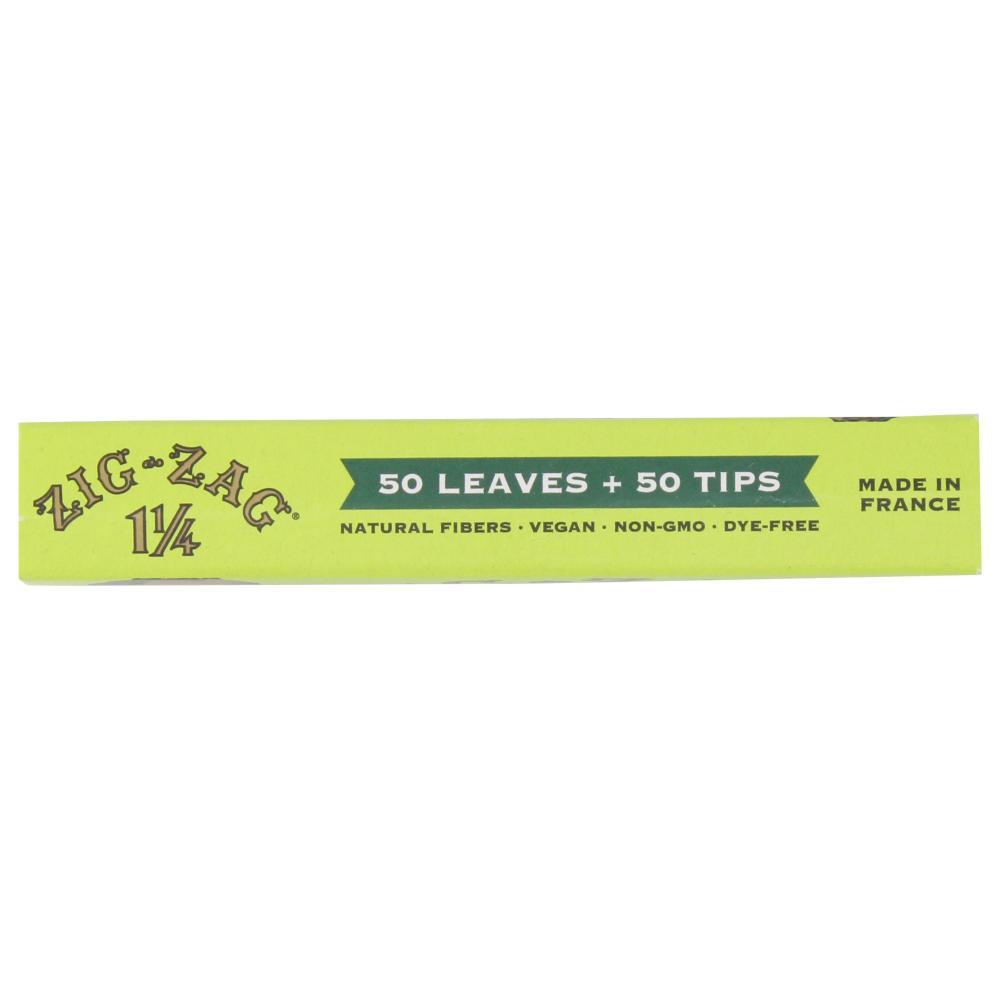 ZIG-ZAG®
1¼
50 LEAVES + 50 TIPS
NATURAL FIBERS · VEGAN · NON-GMO · DYE-FREE
MADE IN
FRANCE